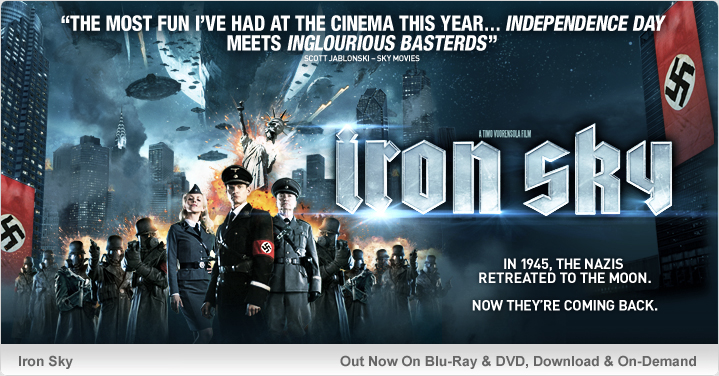 “THE MOST FUN I’VE HAD AT THE CINEMA THIS YEAR... INDEPENDENCE DAY
MEETS INGLOURIOUS BASTERDS”
SCOTT JABLONSKI – SKY MOVIES
A TIMO VUORENSOLA FILM
iron sky
IN 1945, THE NAZIS
RETREATED TO THE MOON.
NOW THEY’RE COMING BACK.
Iron Sky
Out Now On Blu-Ray & DVD, Download & On-Demand